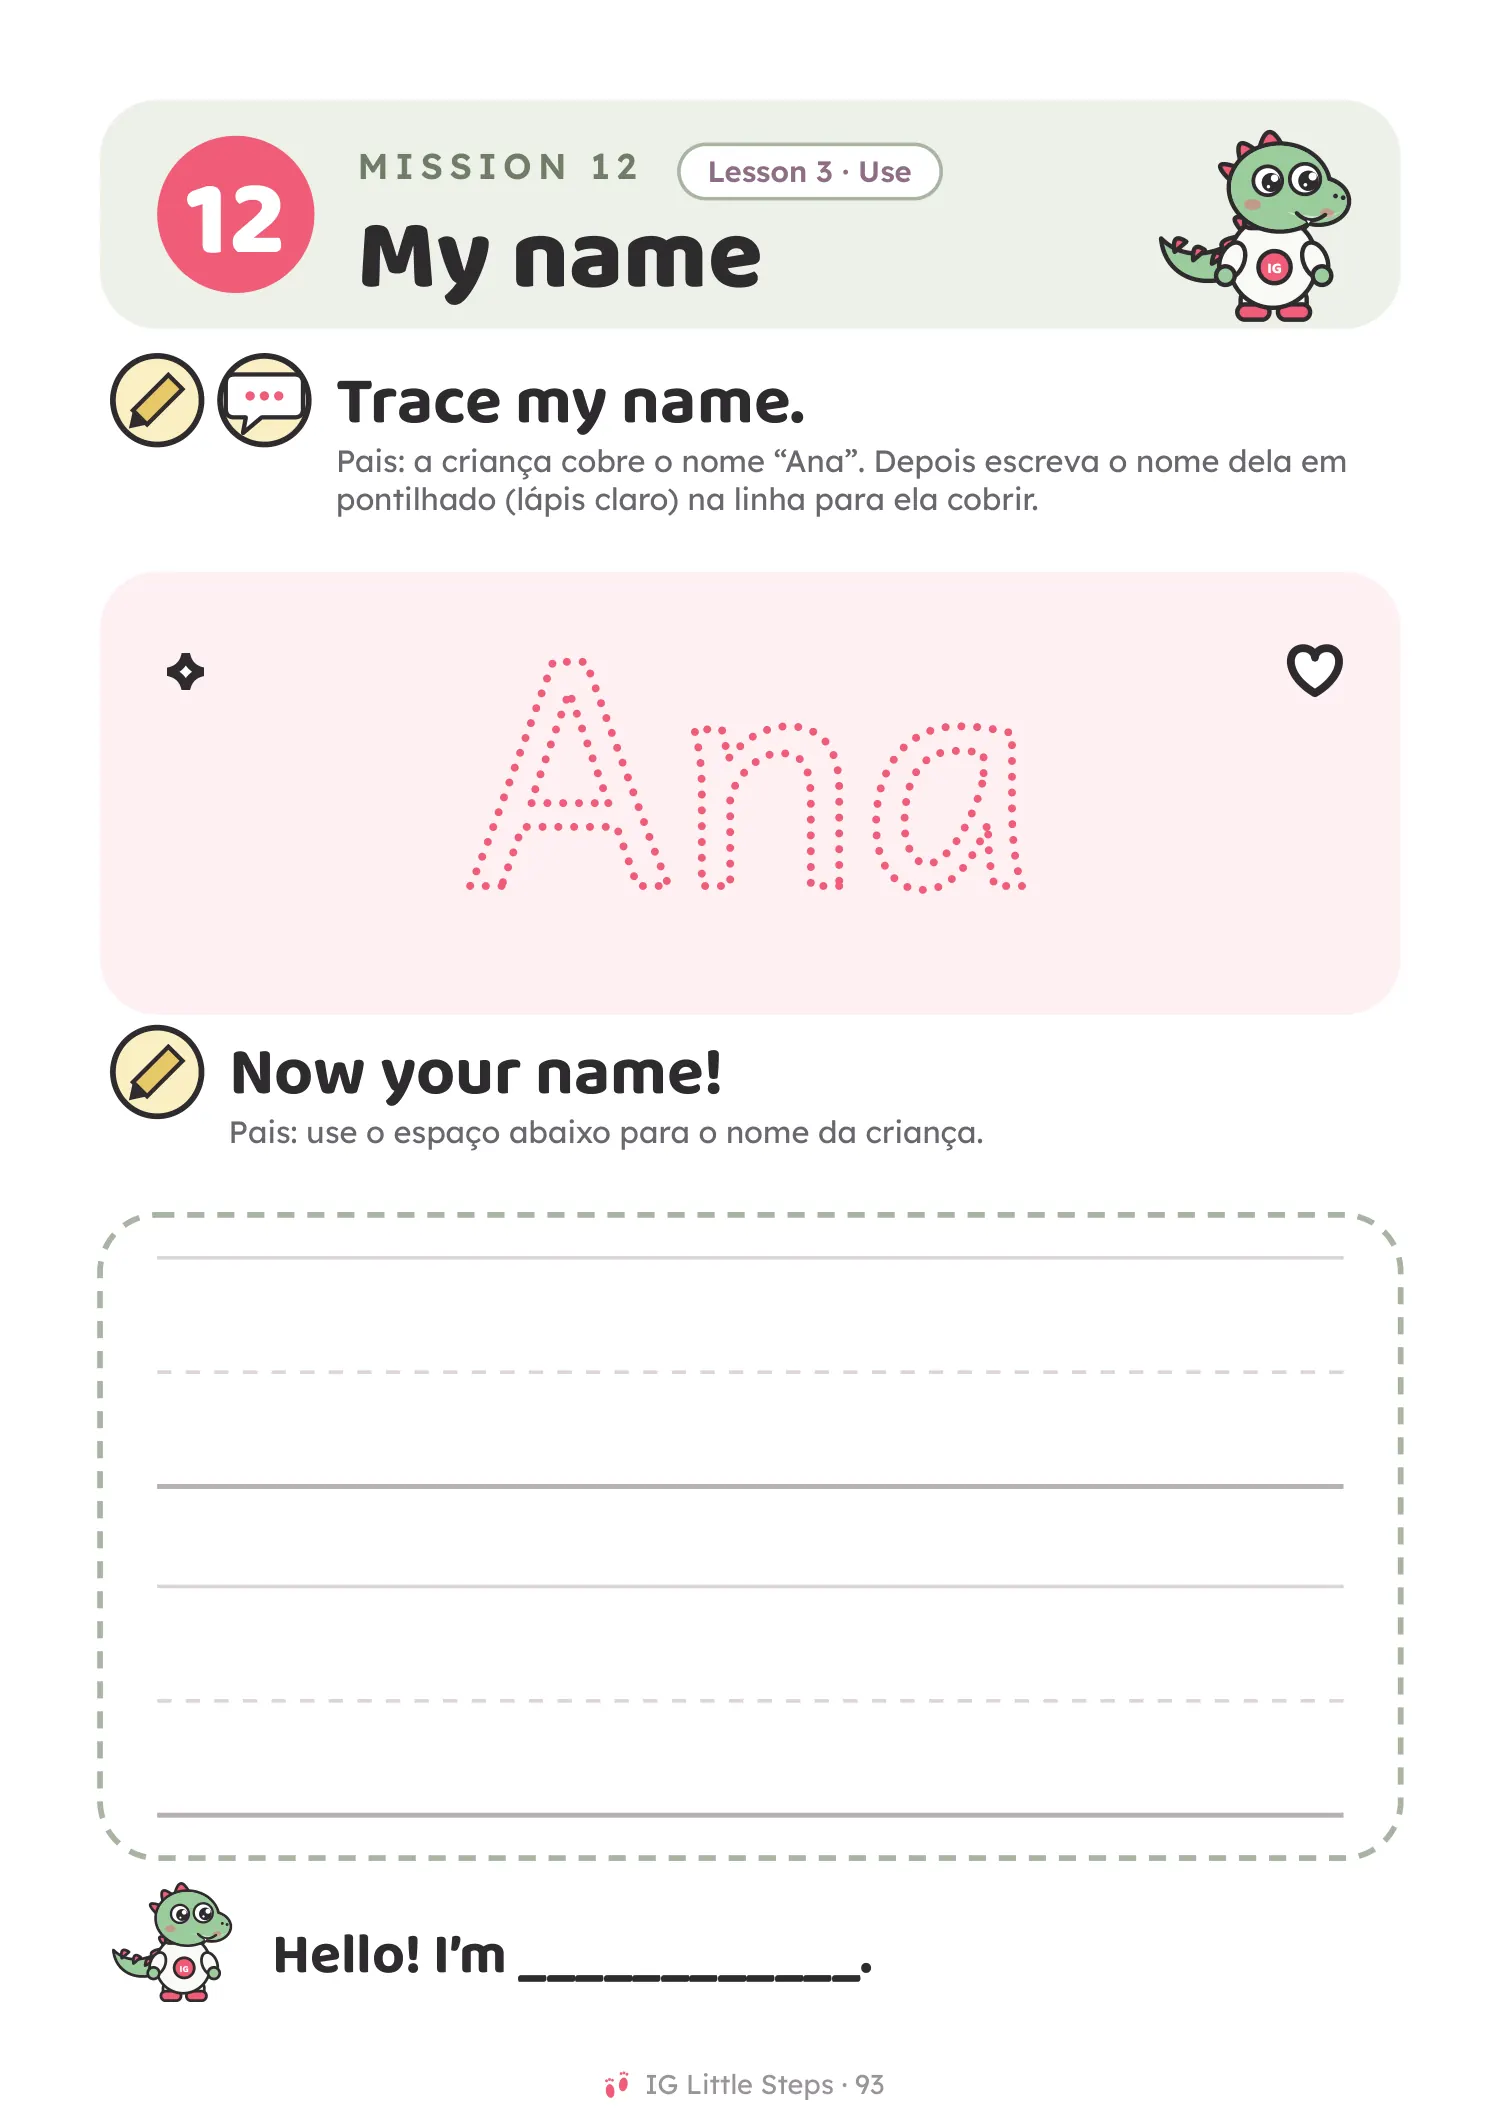 12
MISSION 12
Lesson 3 · Use
My name
IG
Trace my name.
Pais: a criança cobre o nome “Ana”. Depois escreva o nome dela em
pontilhado (lápis claro) na linha para ela cobrir.
Ana
Now your name!
Pais: use o espaço abaixo para o nome da criança.
IG
Hello! I’m ____________.
IG Little Steps · 93